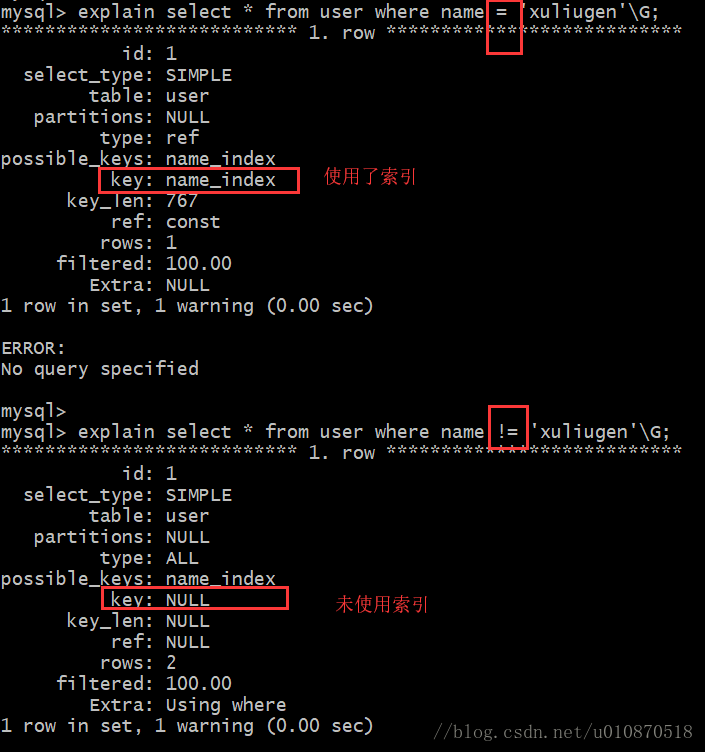 mysql> explain select * from user where name = 'xuliugen'\G;
*************************** 1. row ***************************
id: 1
select_type: SIMPLE
table: user
partitions: NULL
type: ref
possible_keys: name_index
key: name_index 使用了索引
key_len: 767
ref: const
rows: 1
filtered: 100.00
Extra: NULL
1 row in set, 1 warning (0.00 sec)
ERROR:
No query specified
mysql>
mysql> explain select * from user where name != 'xuliugen'\G;
*************************** 1. row ***************************
id: 1
select_type: SIMPLE
table: user
partitions: NULL
type: ALL
possible_keys: name_index
key: NULL 未使用索引
key_len: NULL
ref: NULL
rows: 2
filtered: 100.00
Extra: Using where
1 row in set, 1 warning (0.00 sec)
//blog.csdn.net/u010870518